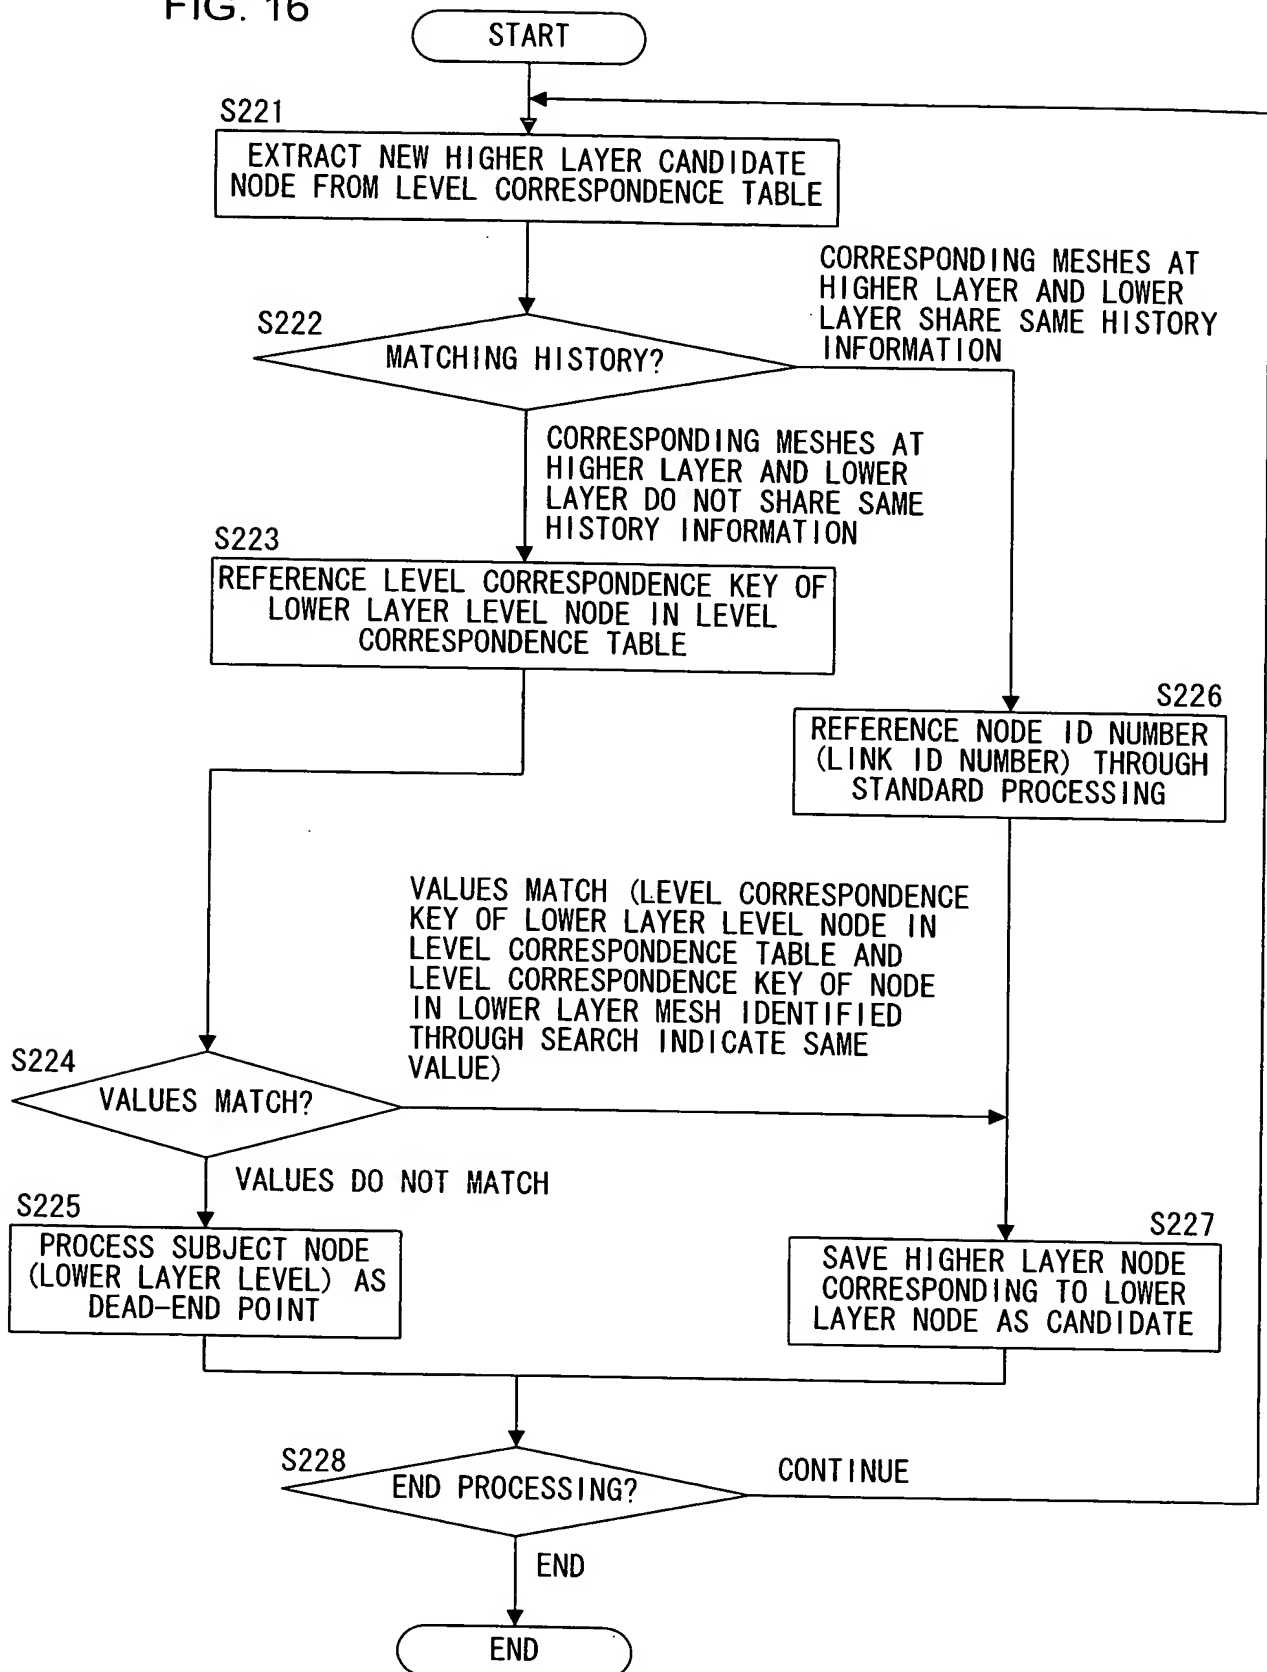 FIG. 16
START
S221
EXTRACT NEW HIGHER LAYER CANDIDATE
NODE FROM LEVEL CORRESPONDENCE TABLE
CORRESPONDING MESHES AT
HIGHER LAYER AND LOWER
LAYER SHARE SAME HISTORY
INFORMATION
S222
MATCHING HISTORY?
CORRESPONDING MESHES AT
HIGHER LAYER AND LOWER
LAYER DO NOT SHARE SAME
HISTORY INFORMATION
S223
REFERENCE LEVEL CORRESPONDENCE KEY OF
LOWER LAYER LEVEL NODE IN LEVEL
CORRESPONDENCE TABLE
S226
REFERENCE NODE ID NUMBER
(LINK ID NUMBER) THROUGH
STANDARD PROCESSING
VALUES MATCH (LEVEL CORRESPONDENCE
KEY OF LOWER LAYER LEVEL NODE IN
LEVEL CORRESPONDENCE TABLE AND
LEVEL CORRESPONDENCE KEY OF NODE
IN LOWER LAYER MESH IDENTIFIED
THROUGH SEARCH INDICATE SAME
VALUE)
S224
VALUES MATCH?
VALUES DO NOT MATCH
S225
PROCESS SUBJECT NODE
(LOWER LAYER LEVEL) AS
DEAD-END POINT
S227
SAVE HIGHER LAYER NODE
CORRESPONDING TO LOWER
LAYER NODE AS CANDIDATE
S228
END PROCESSING?
CONTINUE
END
END